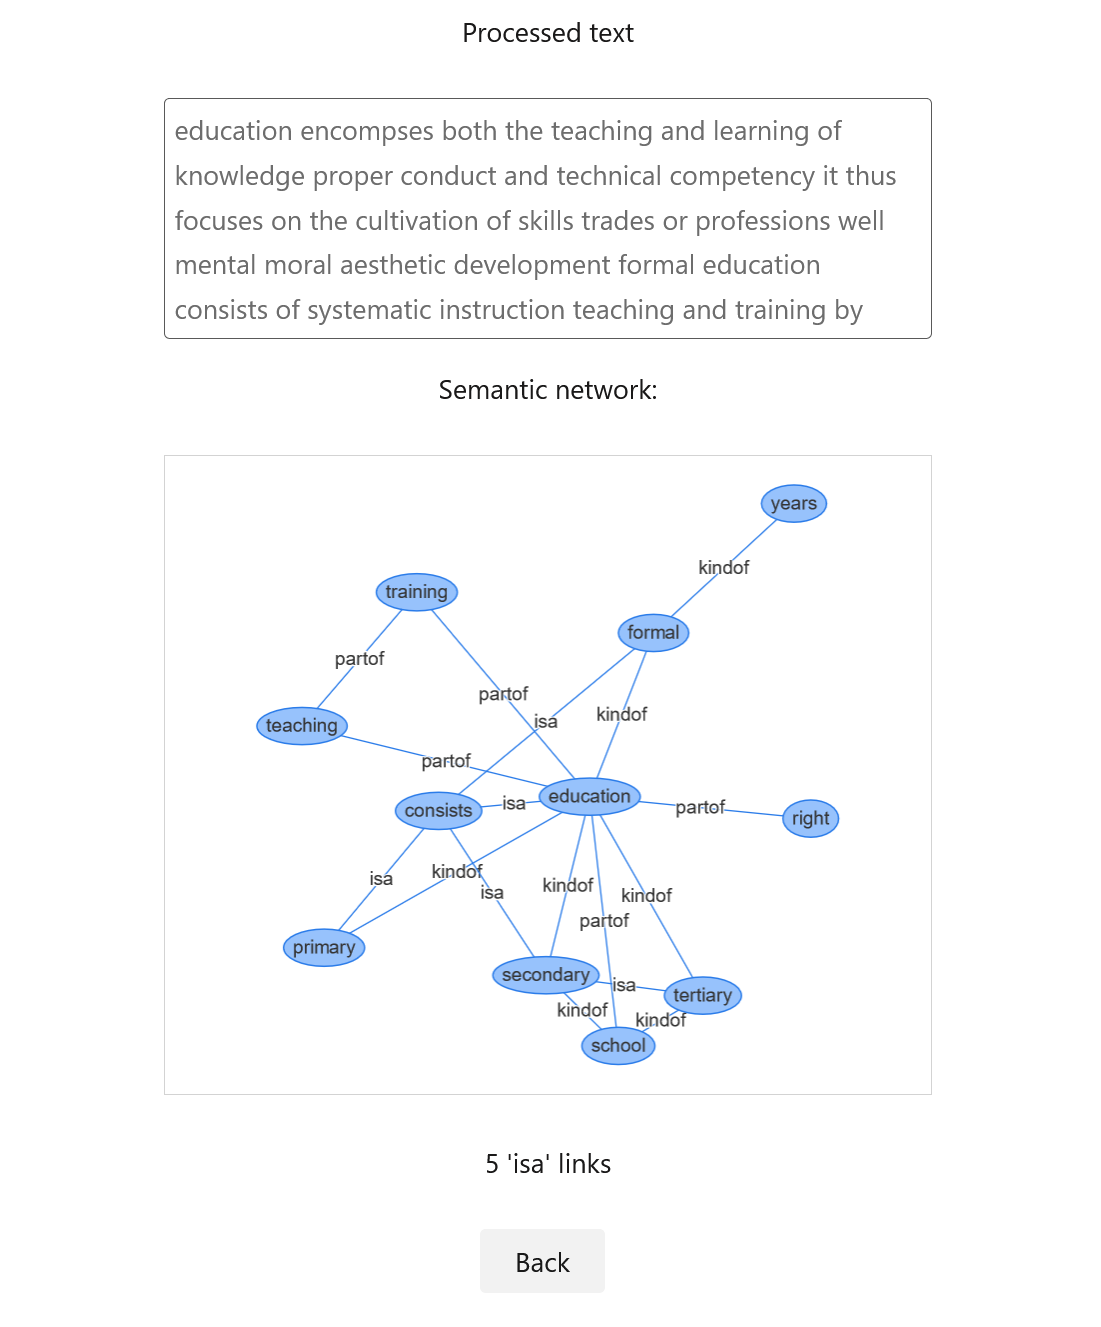 Processed text
education encompses both the teaching and learning of
knowledge proper conduct and technical competency it thus
focuses on the cultivation of skills trades or professions well
mental moral aesthetic development formal education
consists of systematic instruction teaching and training by
Semantic network:
years
kindof
training
formal
partof
partof
kindof
isa
teaching
partof
education
consists
isa
partof
right
isa
kindof
isa
kindof
kindof
partof
primary
secondary
isa
tertiary
kindof
kindof
school
5 'isa' links
Back